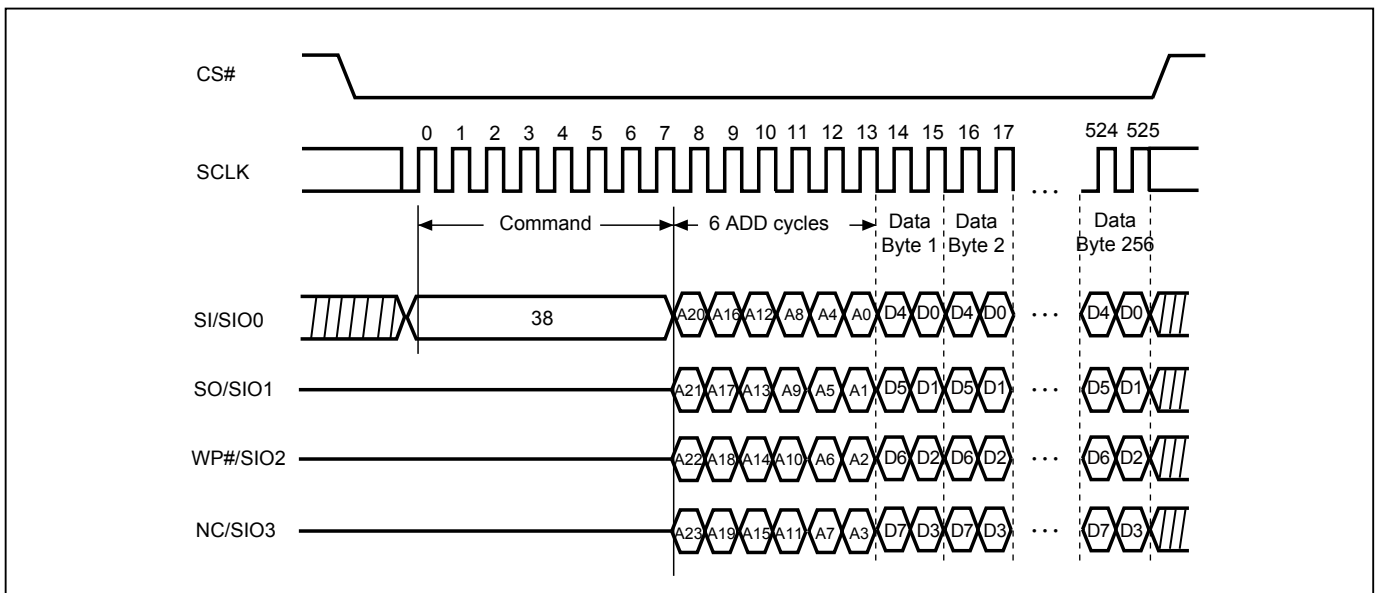 CS#
0 1 2 3 4 5 6 7 8 9 10 11 12 13 14 15 16 17 524 525
SCLK
...
Command 6 ADD cycles Data Byte 1 Data Byte 2 Data Byte 256
SI/SIO0 38 A20 A16 A12 A8 A4 A0 D4 D0 D4 D0 ... D4 D0
SO/SIO1 A21 A17 A13 A9 A5 A1 D5 D1 D5 D1 ... D5 D1
WP#/SIO2 A22 A18 A14 A10 A6 A2 D6 D2 D6 D2 ... D6 D2
NC/SIO3 A23 A19 A15 A11 A7 A3 D7 D3 D7 D3 ... D7 D3